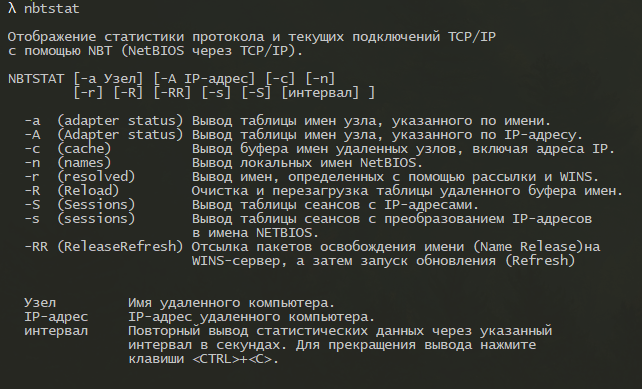 λ nbtstat
Отображение статистики протокола и текущих подключений TCP/IP
с помощью NBT (NetBIOS через TCP/IP).
NBTSTAT [-a Узел] [-A IP-адрес] [-c] [-n]
[-r] [-R] [-RR] [-s] [-S] [интервал] ]
-a (adapter status) Вывод таблицы имен узла, указанного по имени.
-A (Adapter status) Вывод таблицы имен узла, указанного по IP-адресу.
-c (cache) Вывод буфера имен удаленных узлов, включая адреса IP.
-n (names) Вывод локальных имен NetBIOS.
-r (resolved) Вывод имен, определенных с помощью рассылки и WINS.
-R (Reload) Очистка и перезагрузка таблицы удаленного буфера имен.
-S (Sessions) Вывод таблицы сеансов с IP-адресами.
-s (sessions) Вывод таблицы сеансов с преобразованием IP-адресов
в имена NETBIOS.
-RR (ReleaseRefresh) Отсылка пакетов освобождения имени (Name Release)на
WINS-сервер, а затем запуск обновления (Refresh)
Узел Имя удаленного компьютера.
IP-адрес IP-адрес удаленного компьютера.
интервал Повторный вывод статистических данных через указанный
интервал в секундах. Для прекращения вывода нажмите
клавиши <CTRL>+<C>.